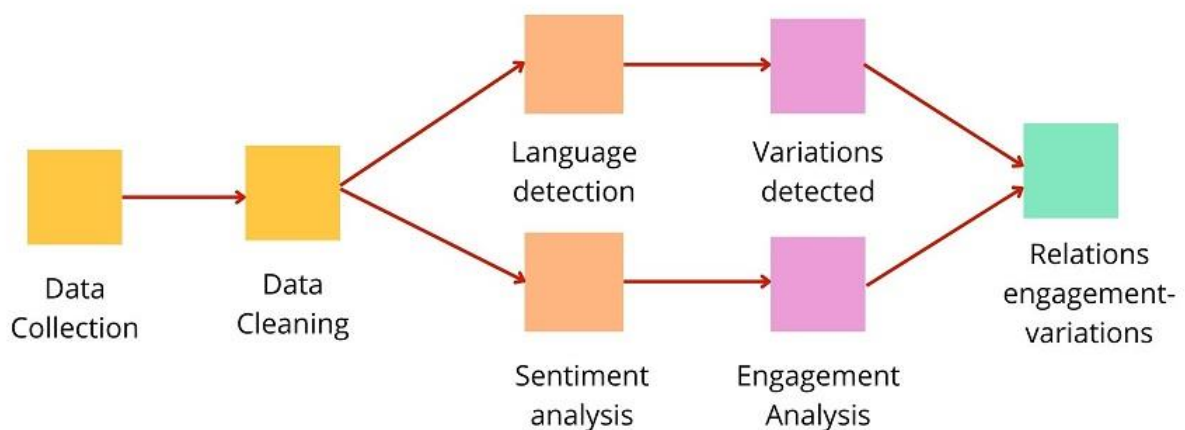 Data
Collection
Data
Cleaning
Language
detection
Variations
detected
Sentiment
analysis
Engagement
Analysis
Relations
engagement-
variations